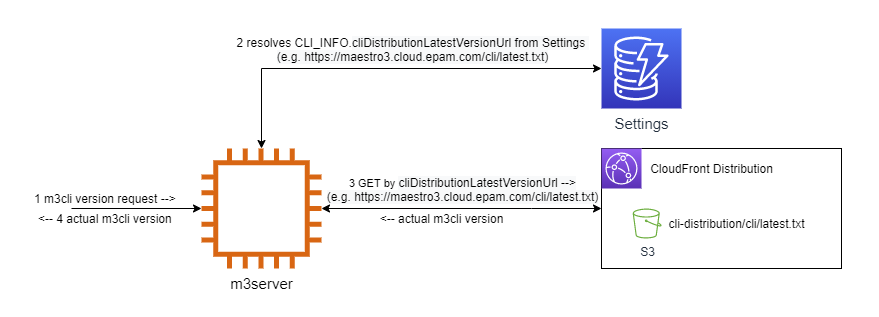 2 resolves CLI_INFO.cliDistributionLatestVersionUrl from Settings
(e.g. https://maestro3.cloud.epam.com/cli/latest.txt)
Settings
1 m3cli version request -->
<-- 4 actual m3cli version
m3server
3 GET by cliDistributionLatestVersionUrl -->
(e.g. https://maestro3.cloud.epam.com/cli/latest.txt)
<-- actual m3cli version
CloudFront Distribution
cli-distribution/cli/latest.txt
S3